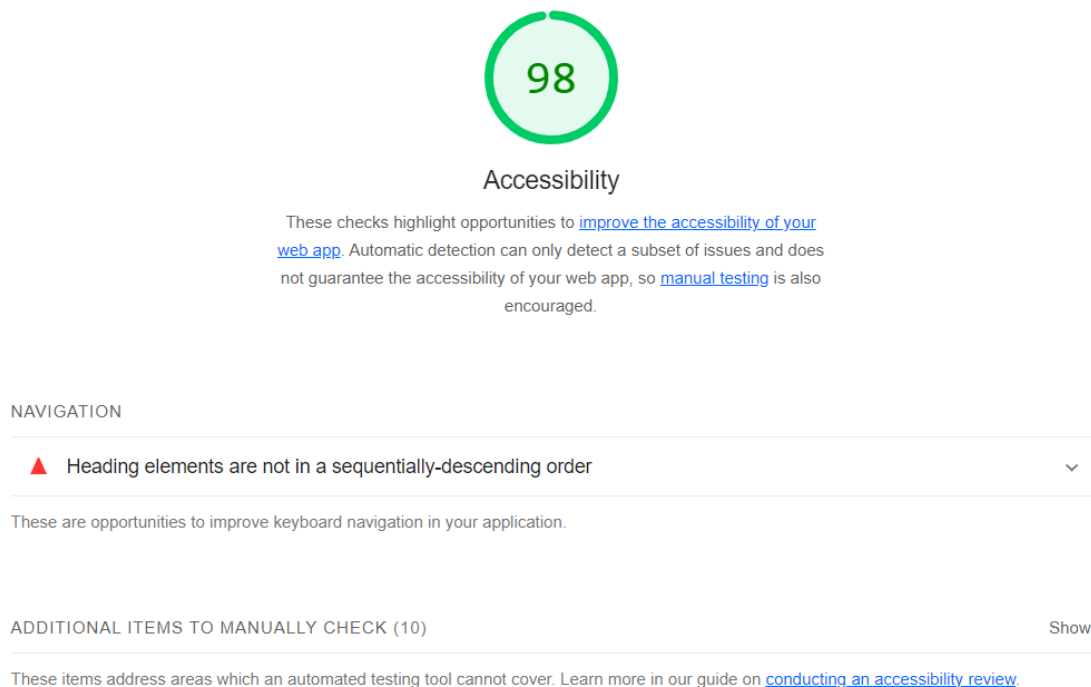 98
Accessibility
These checks highlight opportunities to improve the accessibility of your
web app. Automatic detection can only detect a subset of issues and does
not guarantee the accessibility of your web app, so manual testing is also
encouraged.
NAVIGATION
Heading elements are not in a sequentially-descending order
These are opportunities to improve keyboard navigation in your application.
ADDITIONAL ITEMS TO MANUALLY CHECK (10) Show
These items address areas which an automated testing tool cannot cover. Learn more in our guide on conducting an accessibility review.